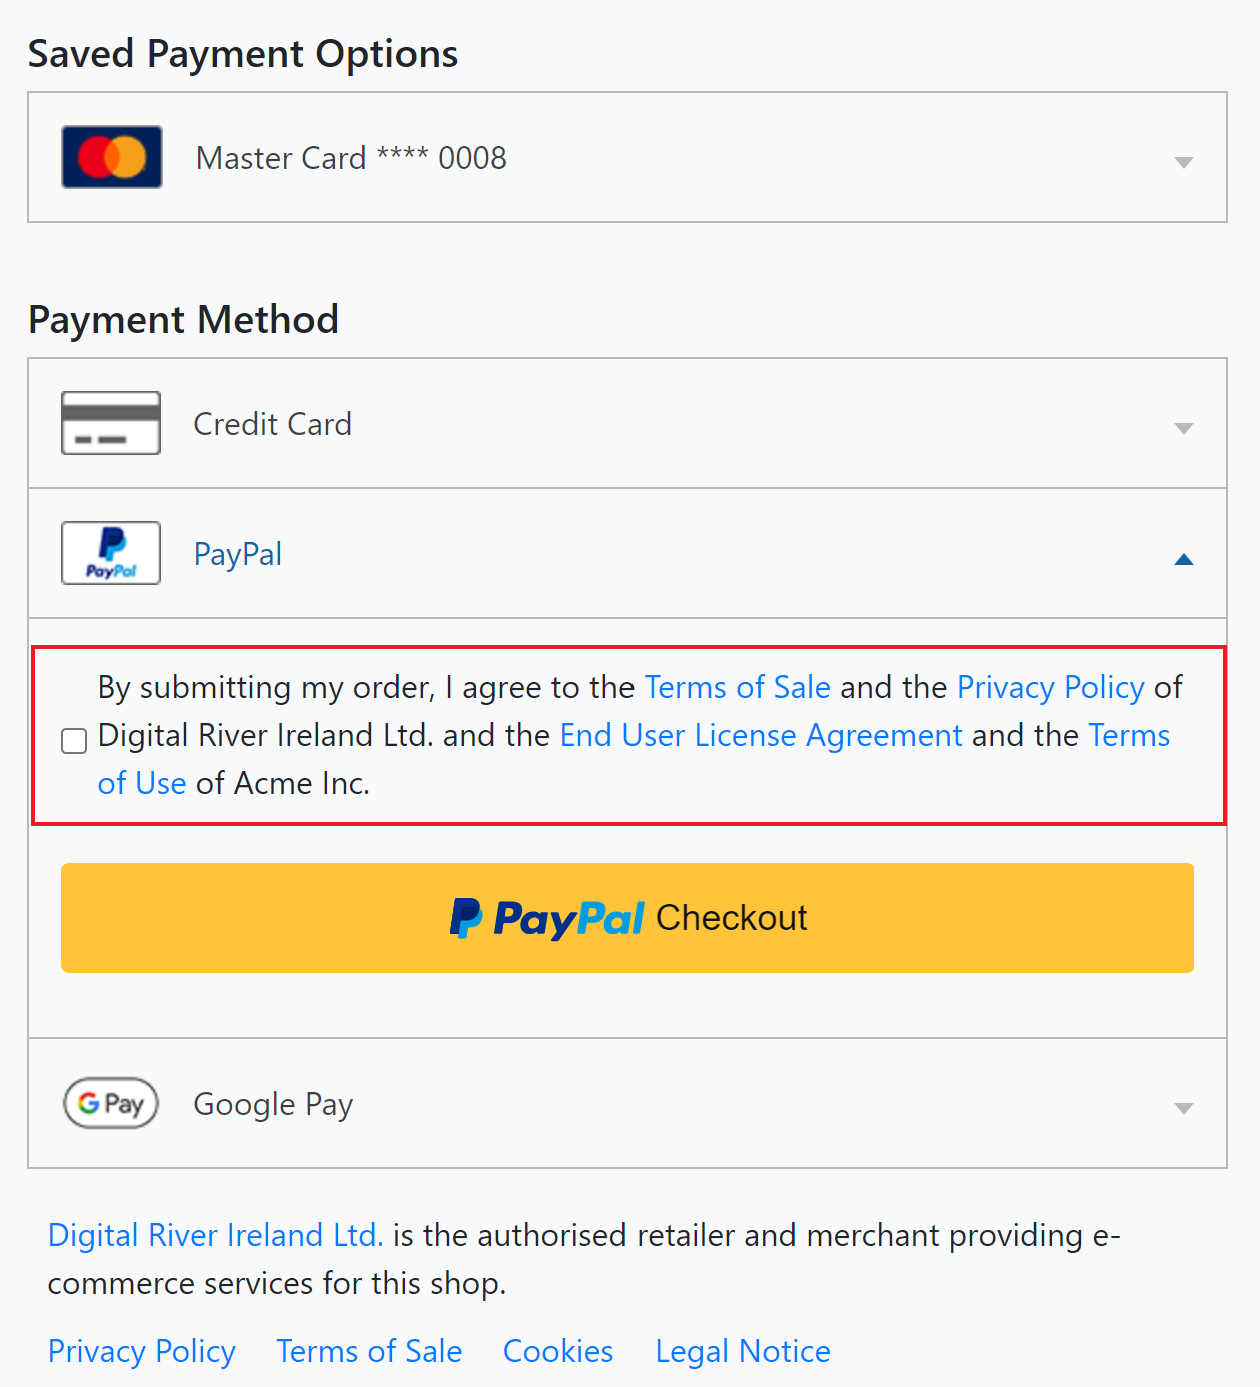 Saved Payment Options
Master Card **** 0008
Payment Method
Credit Card
PayPal
PayPal
By submitting my order, I agree to the Terms of Sale and the Privacy Policy of
Digital River Ireland Ltd. and the End User License Agreement and the Terms
of Use of Acme Inc.
PayPal Checkout
G Pay
Google Pay
Digital River Ireland Ltd. is the authorised retailer and merchant providing e-
commerce services for this shop.
Privacy Policy Terms of Sale Cookies Legal Notice